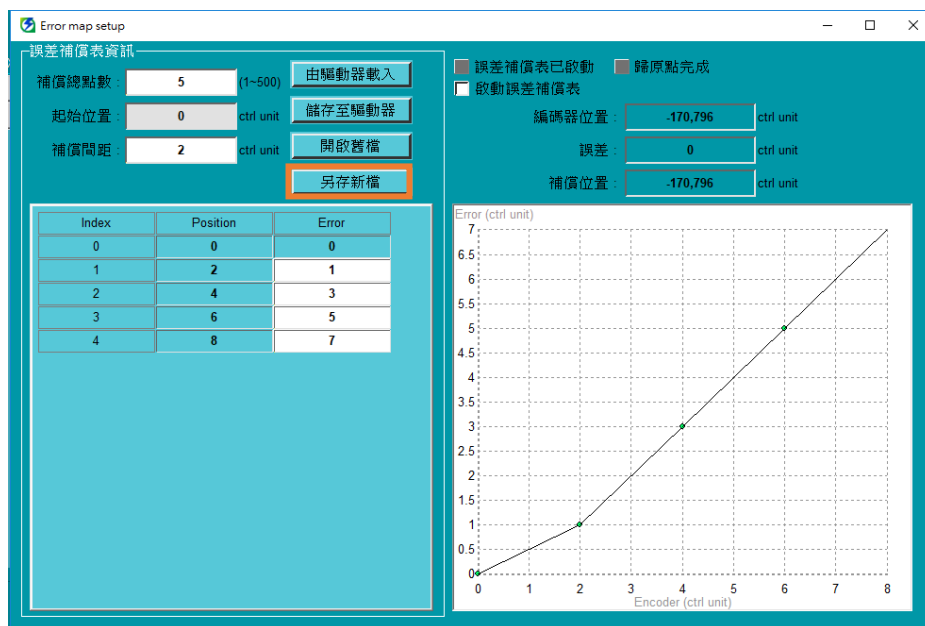 Error map setup
誤差補償表資訊
補償總點數 : 5 (1~500) 由驅動器載入
起始位置 : 0 ctrl unit 儲存至驅動器
補償間距 : 2 ctrl unit 開啟舊檔
另存新檔
Index Position Error
0 0 0
1 2 1
2 4 3
3 6 5
4 8 7
誤差補償表已啟動 歸原點完成
啟動誤差補償表
編碼器位置 : -170,796 ctrl unit
誤差 : 0 ctrl unit
補償位置 : -170,796 ctrl unit
Error (ctrl unit)
7
6.5
6
5.5
5
4.5
4
3.5
3
2.5
2
1.5
1
0.5
0
0 1 2 3 4 5 6 7 8
Encoder (ctrl unit)